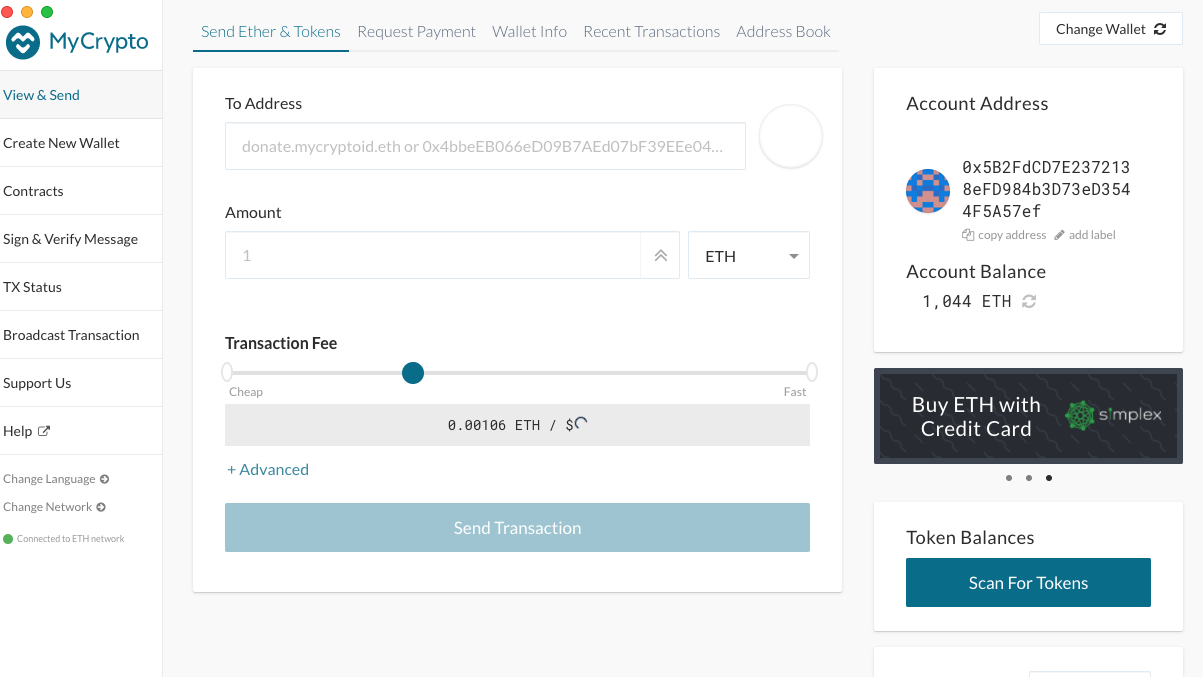 MyCrypto
View & Send
Create New Wallet
Contracts
Sign & Verify Message
TX Status
Broadcast Transaction
Support Us
Help
Change Language
Change Network
Connected to ETH network
Send Ether & Tokens
Request Payment
Wallet Info
Recent Transactions
Address Book
Change Wallet
To Address
donate.mycryptoid.eth or 0x4bbeEB066eD09B7AEd07bF39EEe04...
Amount
1
ETH
Transaction Fee
Cheap
Fast
0.00106 ETH / $
+ Advanced
Send Transaction
Account Address
0x5B2FdCD7E237213
8eFD984b3D73eD354
4F5A57ef
copy address
add label
Account Balance
1,044 ETH
Buy ETH with
Credit Card
simplex
Token Balances
Scan For Tokens